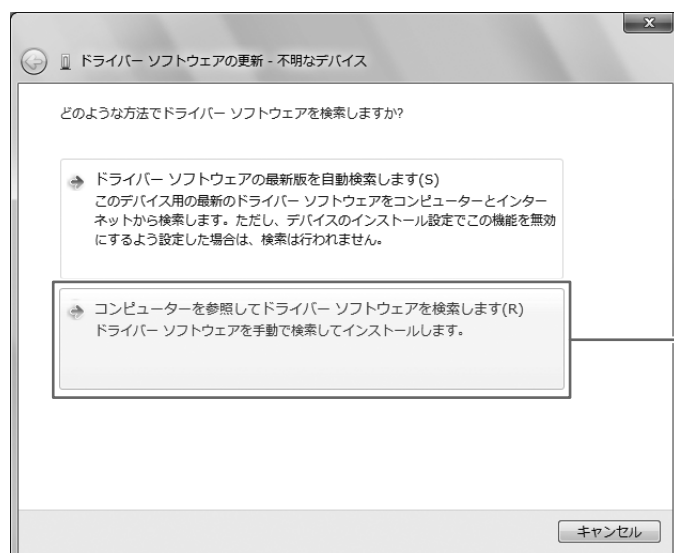 x
ドライバー ソフトウェアの更新 - 不明なデバイス
どのような方法でドライバー ソフトウェアを検索しますか?
ドライバー ソフトウェアの最新版を自動検索します(S)
このデバイス用の最新のドライバー ソフトウェアをコンピューターとインター
ネットから検索します。ただし、デバイスのインストール設定でこの機能を無効
にするよう設定した場合は、検索は行われません。
コンピューターを参照してドライバー ソフトウェアを検索します(R)
ドライバー ソフトウェアを手動で検索してインストールします。
キャンセル